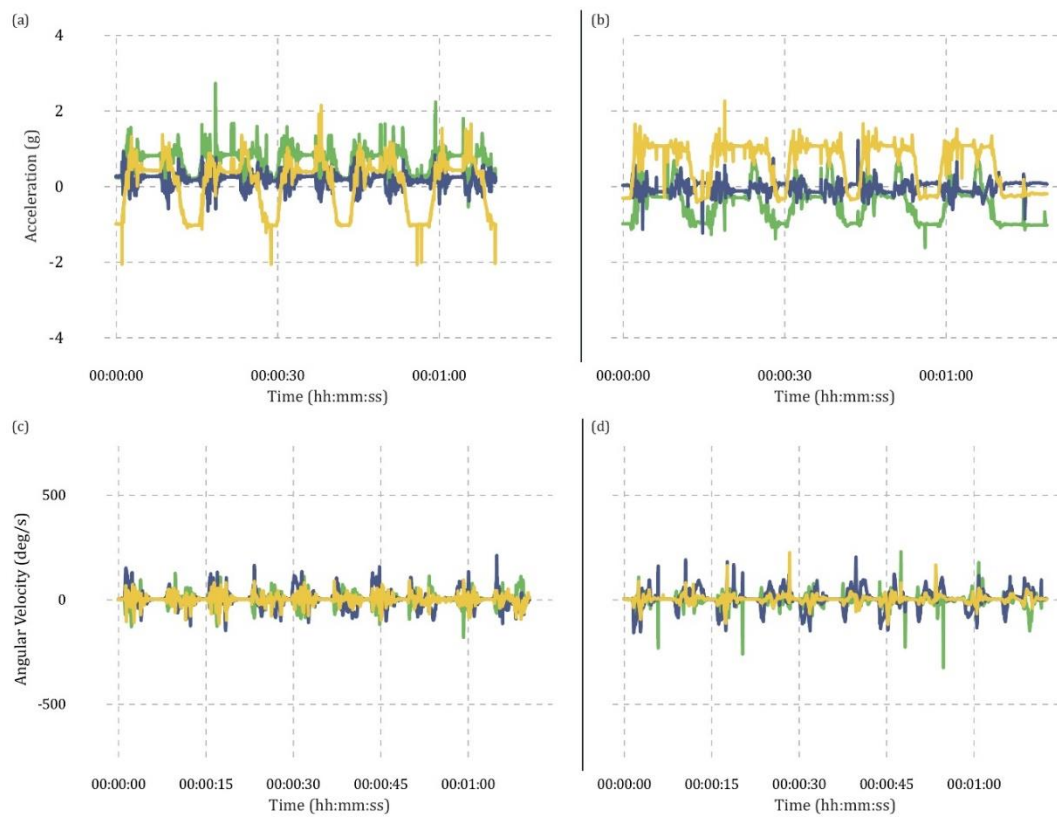 (a)
(b)
4
2
0
-2
-4
Acceleration (g)
00:00:00 00:00:30 00:01:00
Time (hh:mm:ss)
00:00:00 00:00:30 00:01:00
Time (hh:mm:ss)
(c)
(d)
500
0
-500
Angular Velocity (deg/s)
00:00:00 00:00:15 00:00:30 00:00:45 00:01:00
Time (hh:mm:ss)
00:00:00 00:00:15 00:00:30 00:00:45 00:01:00
Time (hh:mm:ss)